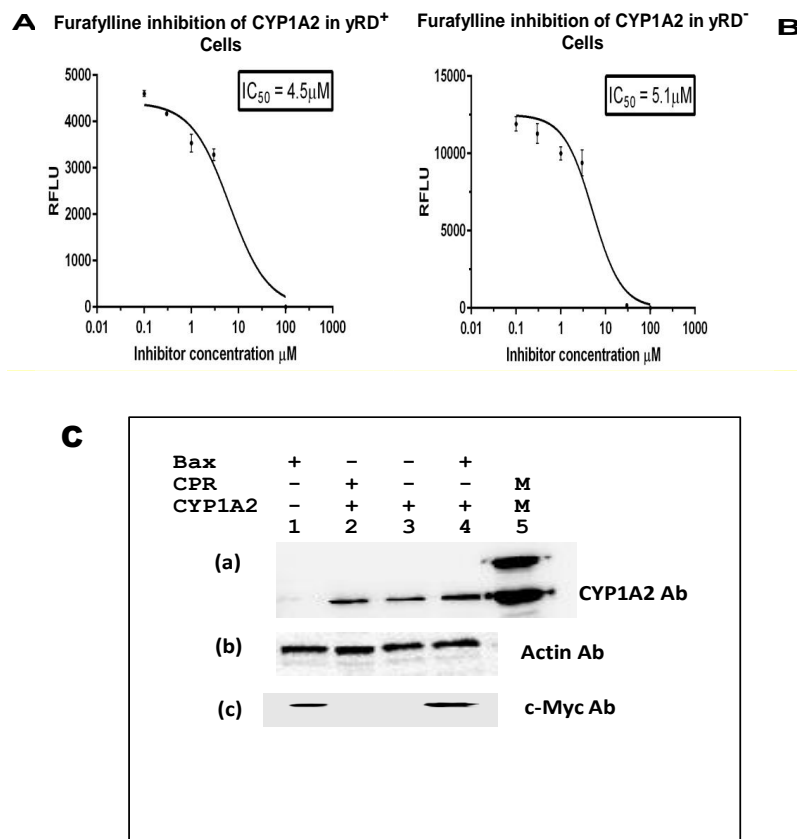 A Furafylline inhibition of CYP1A2 in yRD+
Cells
IC50 = 4.5μM
5000
4000
3000
2000
1000
0
RFLU
0.01 0.1 1 10 100 1000
Inhibitor concentration μM
Furafylline inhibition of CYP1A2 in yRD- B
Cells
IC50 = 5.1μM
15000
10000
5000
0
RFLU
0.01 0.1 1 10 100 1000
Inhibitor concentration μM
C
Bax + - - +
CPR - + - - M
CYP1A2 - + + + M
1 2 3 4 5
(a) CYP1A2 Ab
(b) Actin Ab
(c) c-Myc Ab